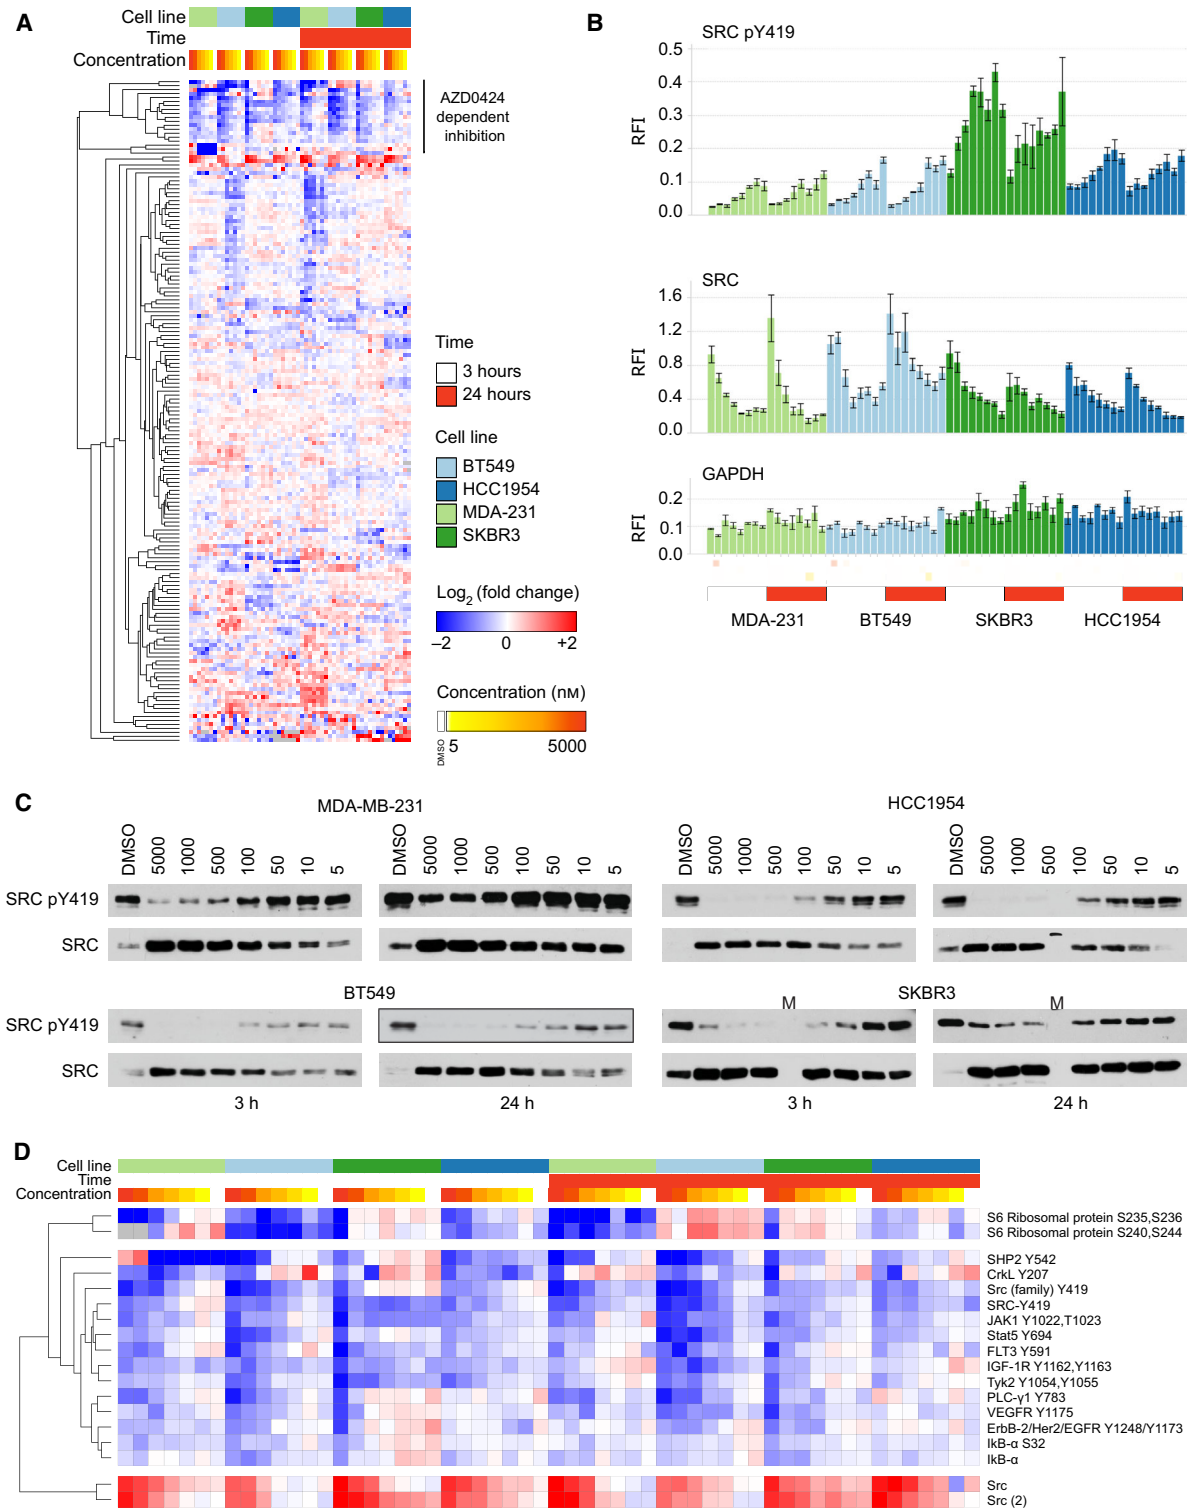 A
Cell line
Time
Concentration
AZD0424
dependent
inhibition
Time
3 hours
24 hours
Cell line
BT549
HCC1954
MDA-231
SKBR3
Log2 (fold change)
−2 0 +2
Concentration (nM)
DMSO 5 5000
B
SRC pY419
RFI
0.5
0.4
0.3
0.2
0.1
0.0
SRC
RFI
1.6
1.2
0.8
0.4
0.0
GAPDH
RFI
0.2
0.1
0.0
MDA-231 BT549 SKBR3 HCC1954
C
MDA-MB-231 HCC1954
DMSO 5000 1000 500 100 50 10 5 DMSO 5000 1000 500 100 50 10 5 DMSO 5000 1000 500 100 50 10 5 DMSO 5000 1000 500 100 50 10 5
SRC pY419
SRC
BT549 M SKBR3 M
SRC pY419
SRC
3 h 24 h 3 h 24 h
D
Cell line
Time
Concentration
S6 Ribosomal protein S235,S236
S6 Ribosomal protein S240,S244
SHP2 Y542
CrkL Y207
Src (family) Y419
SRC-Y419
JAK1 Y1022,T1023
Stat5 Y694
FLT3 Y591
IGF-1R Y1162,Y1163
Tyk2 Y1054,Y1055
PLC-γ1 Y783
VEGFR Y1175
ErbB-2/Her2/EGFR Y1248/Y1173
IkB-α S32
IkB-α
Src
Src (2)